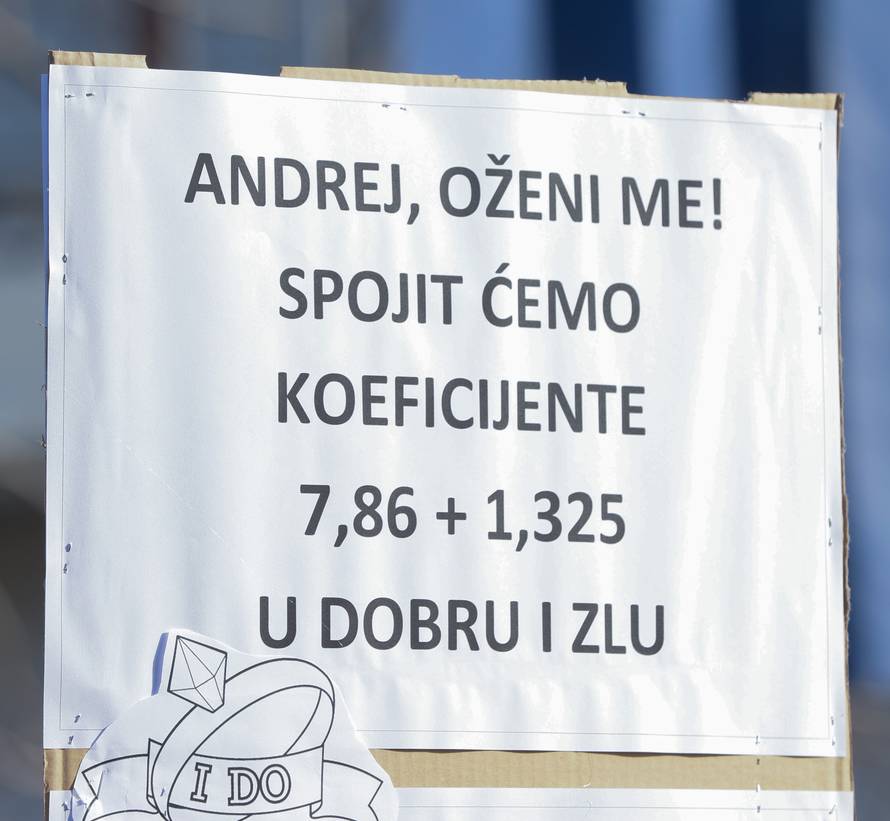 ANDREJ, OŽENI ME!
SPOJIT ĆEMO
KOEFICIJENTE
7,86 + 1,325
U DOBRU I ZLU
I DO